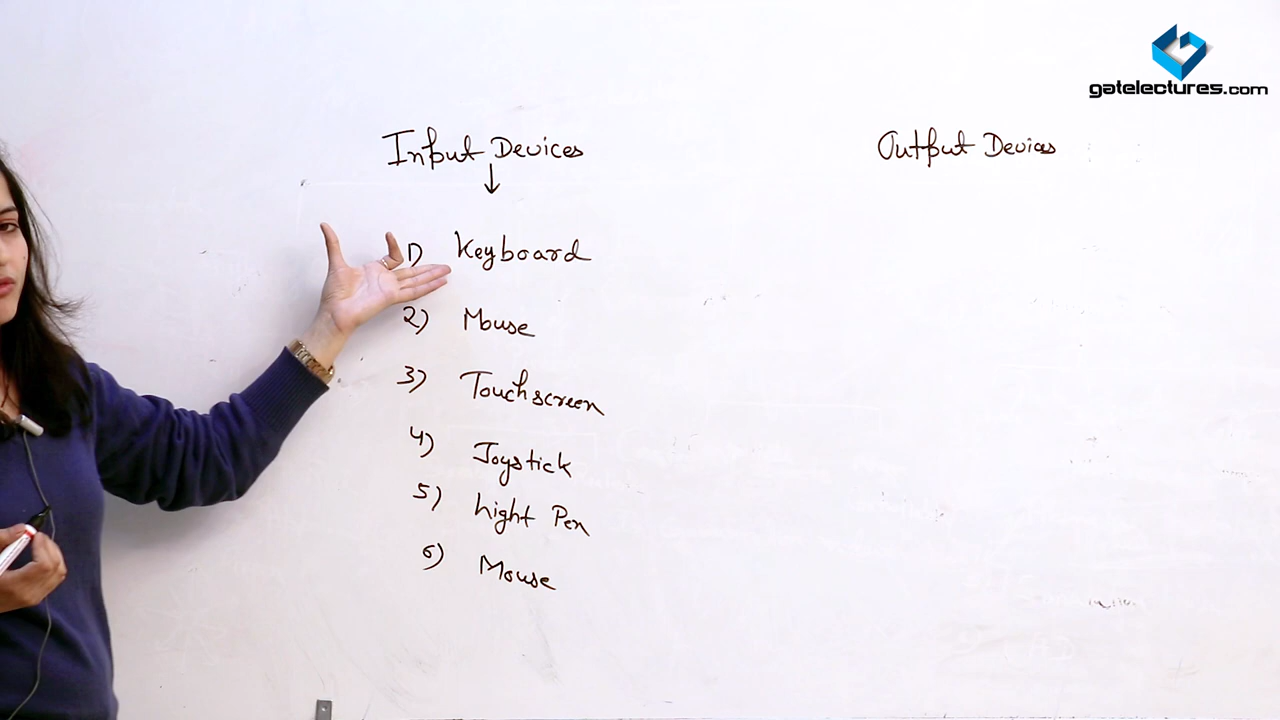 gatelectures.com
Input Devices
Output Devices
↓
1) Keyboard
2) Mouse
3) Touchscreen
4) Joystick
5) Light Pen
6) Mouse